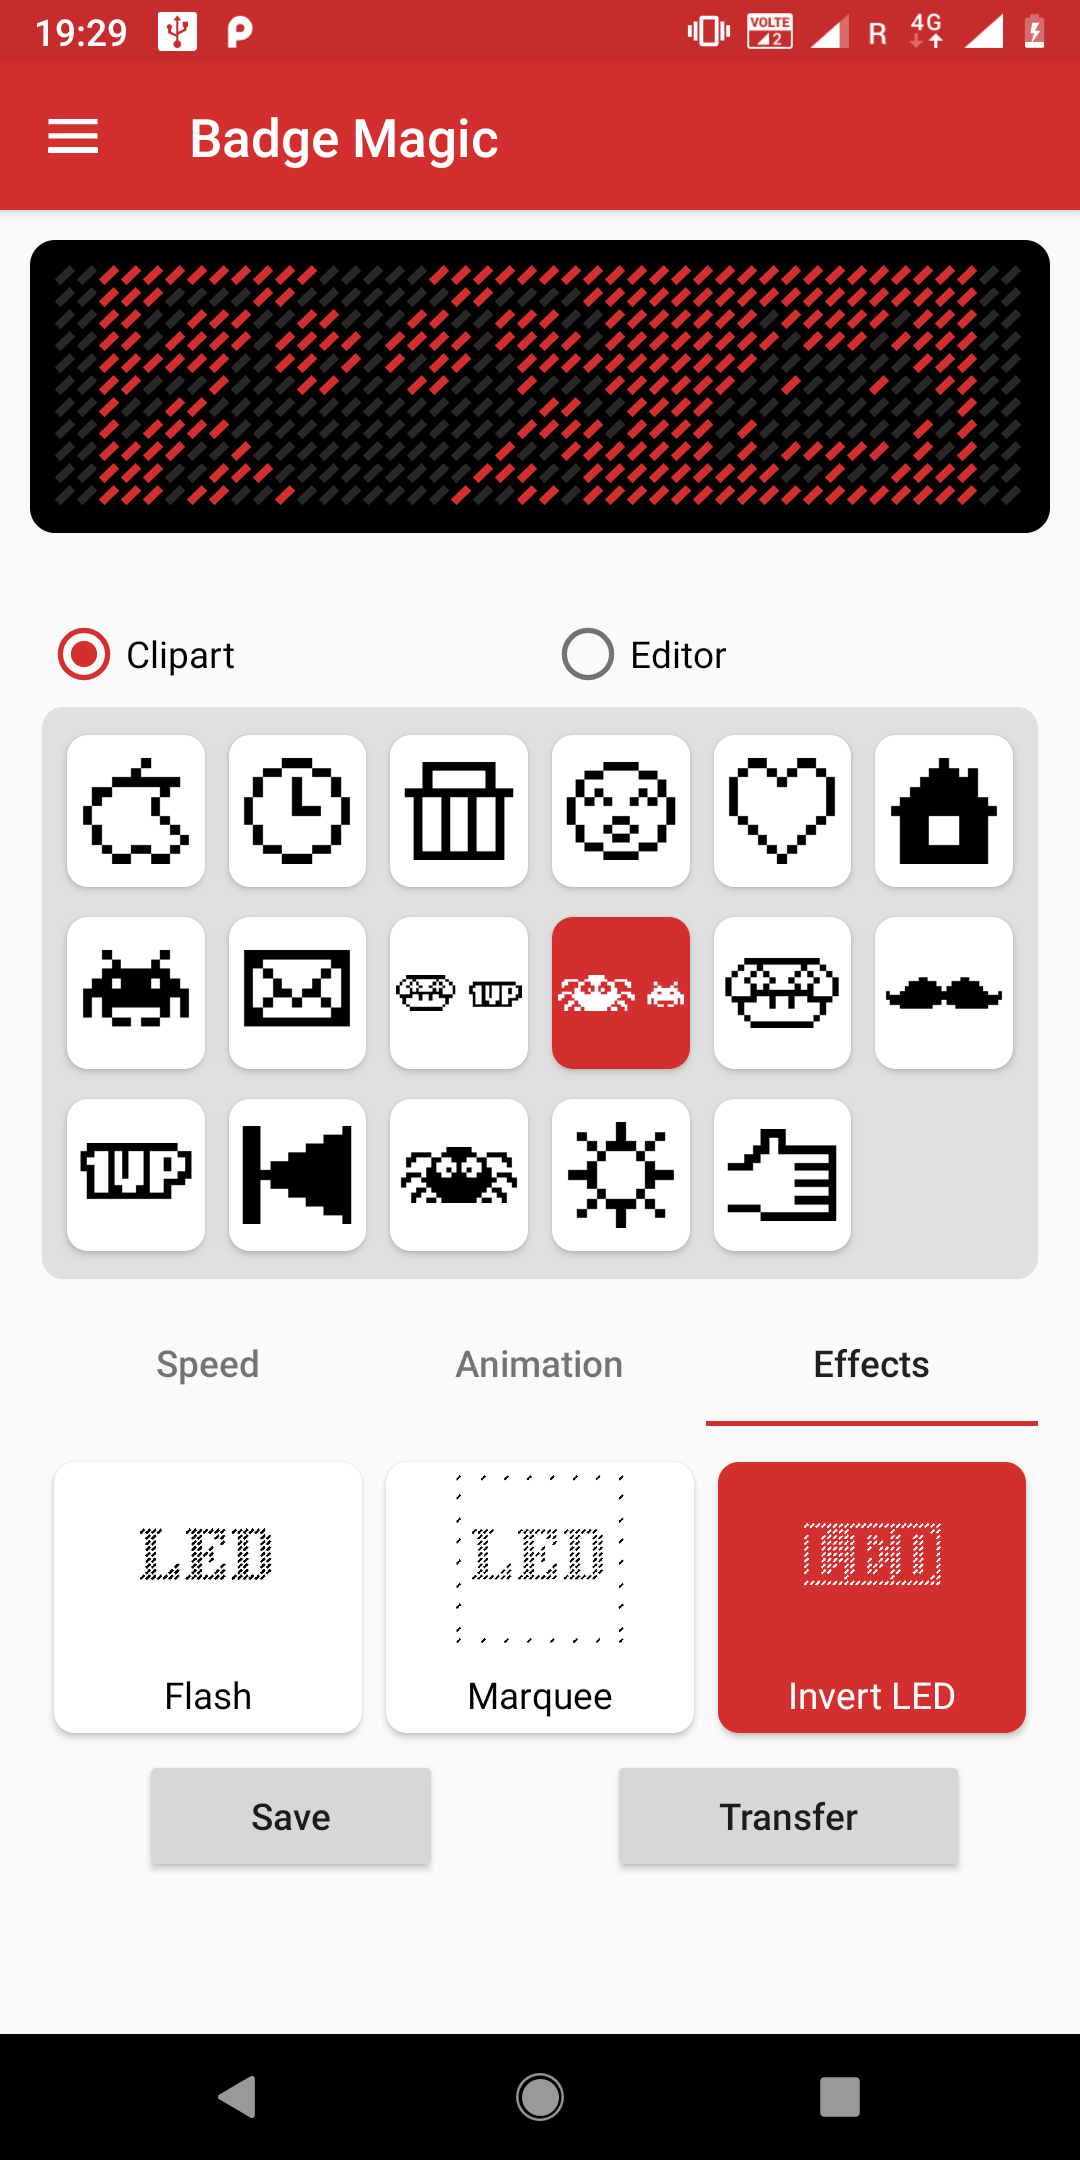 19:29
VOLTE
2
R
4G
Badge Magic
Clipart
Editor
1UP
1UP
Speed
Animation
Effects
LED
LED
LED
Flash
Marquee
Invert LED
Save
Transfer